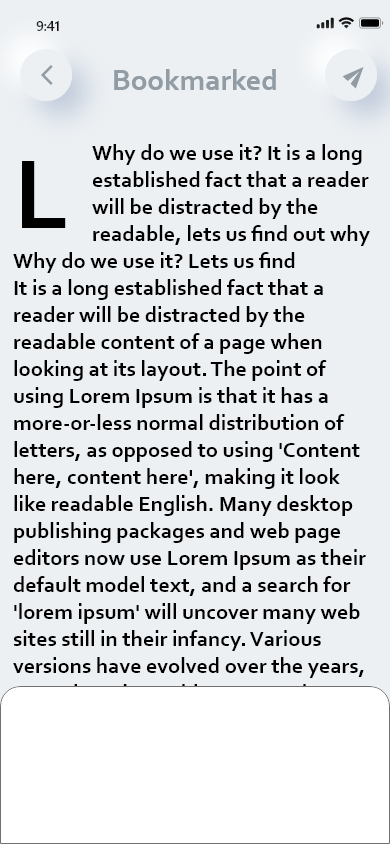 9:41
Bookmarked
L
Why do we use it? It is a long
established fact that a reader
will be distracted by the
readable, lets us find out why
Why do we use it? Lets us find
It is a long established fact that a
reader will be distracted by the
readable content of a page when
looking at its layout. The point of
using Lorem Ipsum is that it has a
more-or-less normal distribution of
letters, as opposed to using 'Content
here, content here', making it look
like readable English. Many desktop
publishing packages and web page
editors now use Lorem Ipsum as their
default model text, and a search for
'lorem ipsum' will uncover many web
sites still in their infancy. Various
versions have evolved over the years,